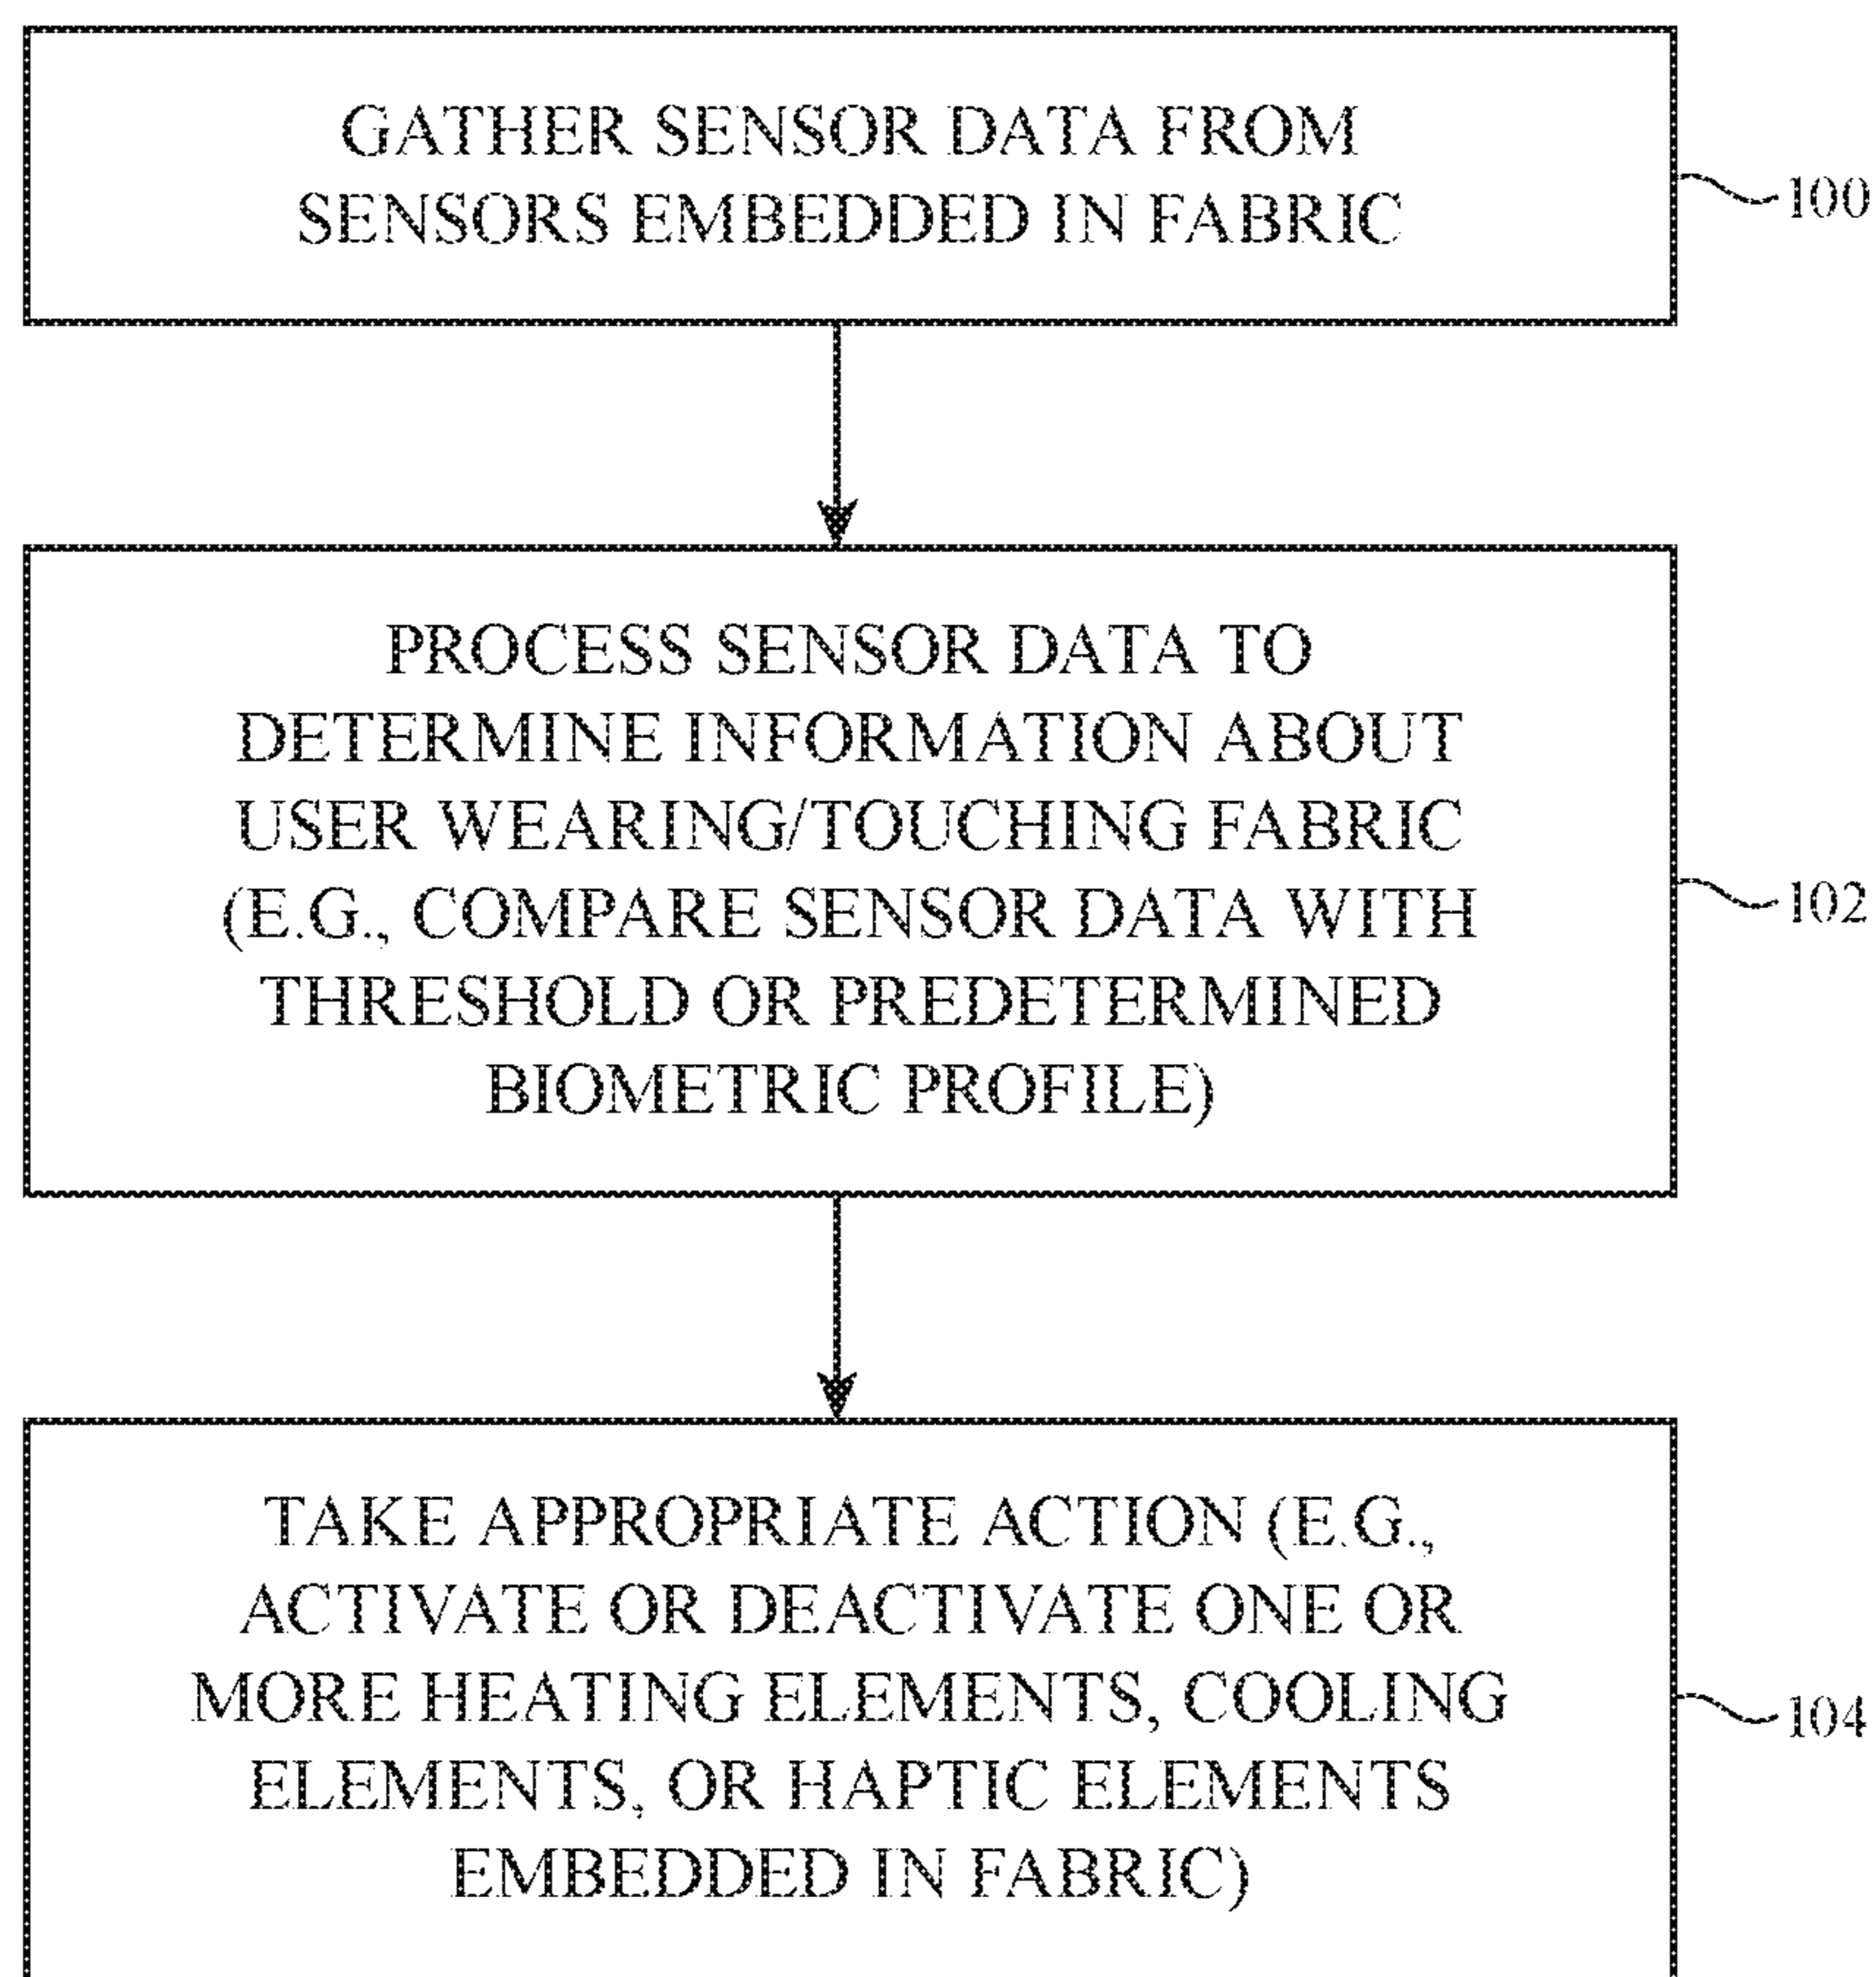 GATHER SENSOR DATA FROM
SENSORS EMBEDDED IN FABRIC
100
PROCESS SENSOR DATA TO
DETERMINE INFORMATION ABOUT
USER WEARING/TOUCHING FABRIC
(E.G., COMPARE SENSOR DATA WITH
THRESHOLD OR PREDETERMINED
BIOMETRIC PROFILE)
102
TAKE APPROPRIATE ACTION (E.G.,
ACTIVATE OR DEACTIVATE ONE OR
MORE HEATING ELEMENTS, COOLING
ELEMENTS, OR HAPTIC ELEMENTS
EMBEDDED IN FABRIC)
104